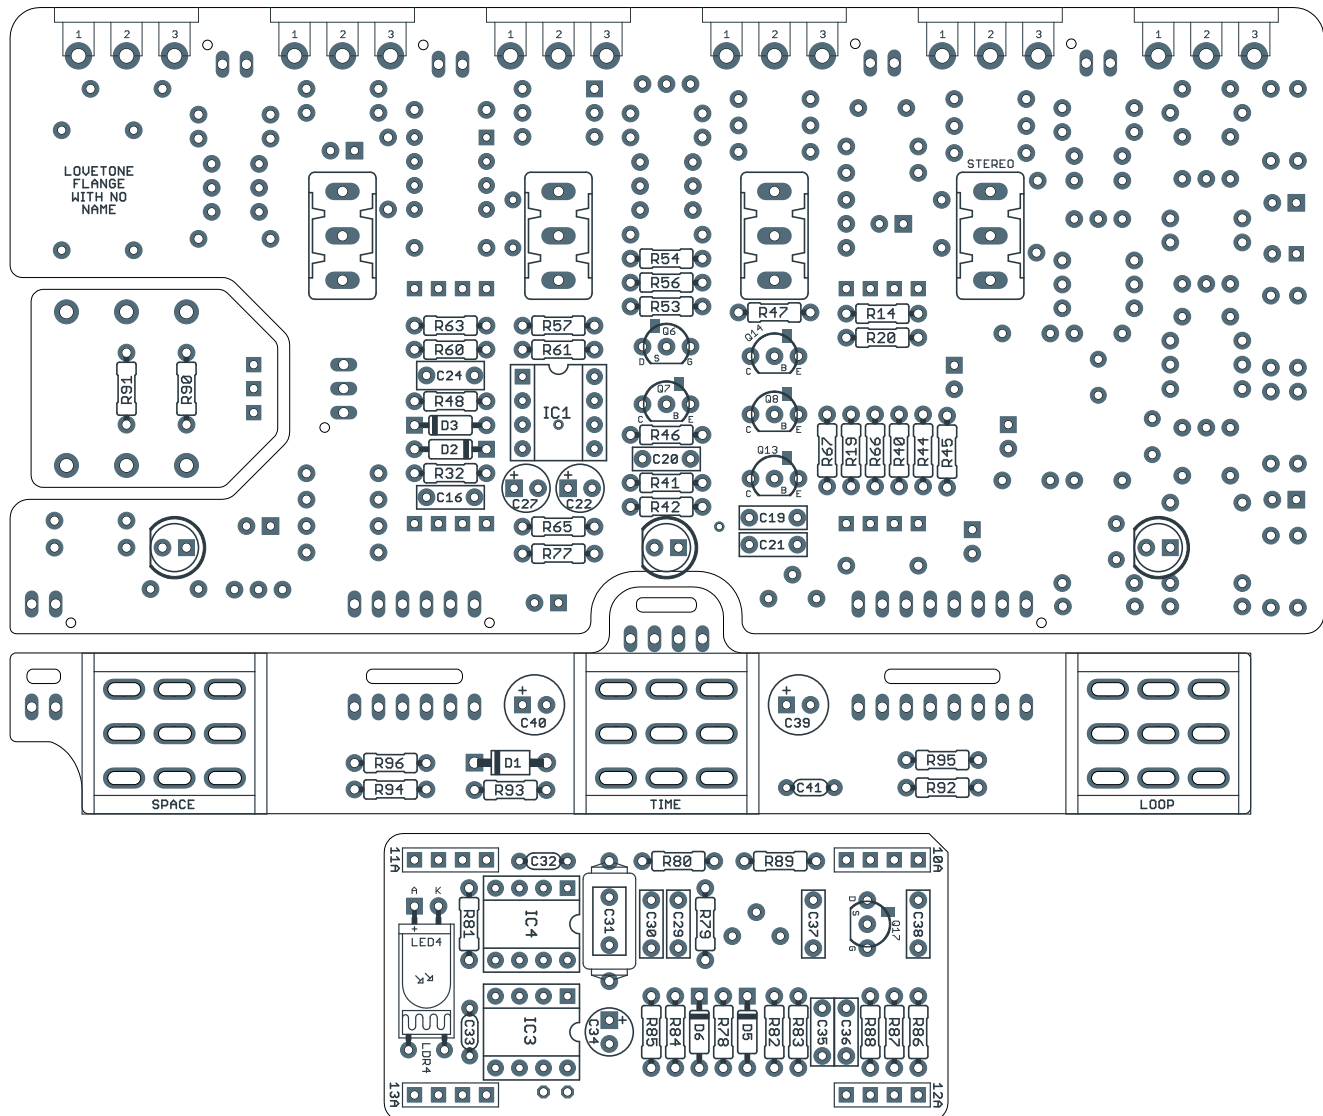 1 2 3 1 2 3 1 2 3 1 2 3 1 2 3 1 2 3
LOVETONE
FLANGE
WITH NO
NAME
STEREO
R54
R56
R53
R47
R14
R63
R57
Q6
Q14
R20
D S G
R60
R61
C B E
C24
R91
R90
Q7
R48
IC1
C B E
Q8
C B E
D3
R46
R67
R19
R66
R40
R44
R45
D2
C20
Q13
R32
R41
C B E
C16
+
C27
+
C22
R42
C19
R65
R77
C21
+
C40
+
C39
R96
D1
R95
R94
R93
C41
R92
SPACE
TIME
LOOP
11A
C32
R80
R89
10A
A K
R81
IC4
C31
C30
C29
R79
C37
D
S
G
Q17
C38
+
LED4
C33
IC3
C34
+
R85
R84
D6
R78
D5
R82
R83
C35
C36
R88
R87
R86
LDR4
13A
12A